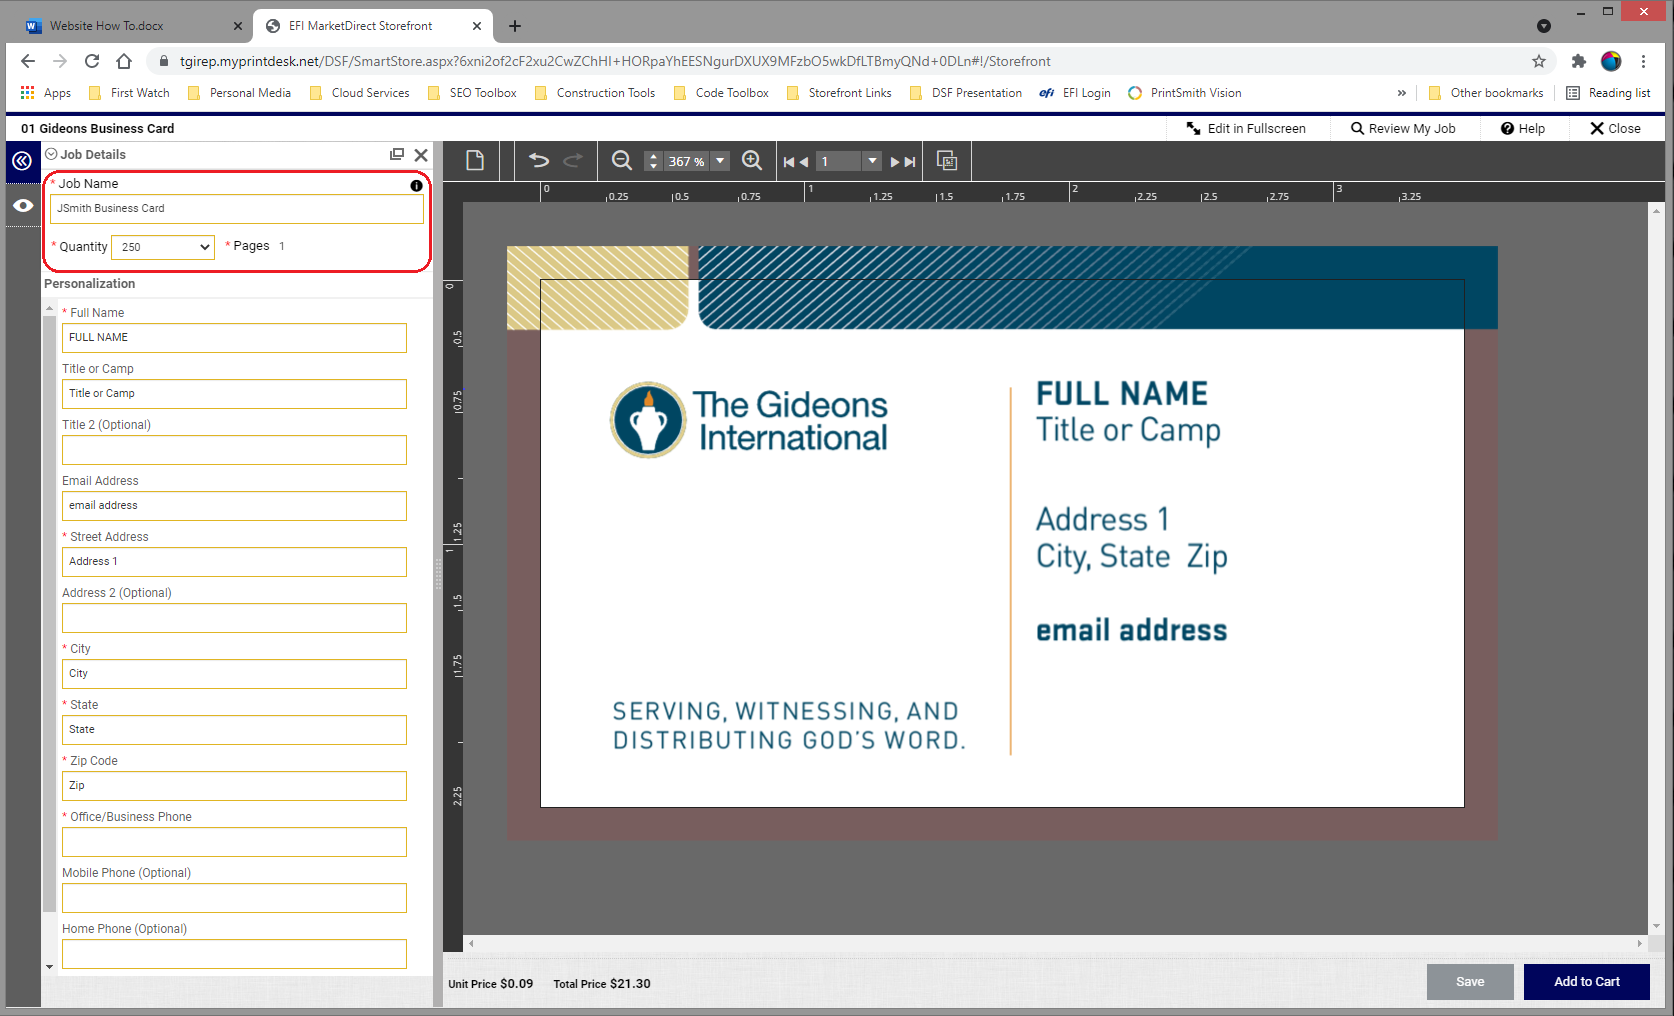 Website How To.docx
EFI MarketDirect Storefront
tgirep.myprintdesk.net/DSF/SmartStore.aspx?6xni2of2cF2xu2CwZChHI+HORpaYhEESNgurDXUX9MFzbO5wkDfLTBmyQNd+0DLn#!/Storefront
Apps First Watch Personal Media Cloud Services SEO Toolbox Construction Tools Code Toolbox Storefront Links DSF Presentation efi EFI Login PrintSmith Vision » Other bookmarks Reading list
01 Gideons Business Card
Edit in Fullscreen Review My Job Help Close
Job Details
* Job Name
JSmith Business Card
* Quantity 250 * Pages 1
Personalization
* Full Name
FULL NAME
Title or Camp
Title or Camp
Title 2 (Optional)
Email Address
email address
* Street Address
Address 1
Address 2 (Optional)
* City
City
* State
State
* Zip Code
Zip
* Office/Business Phone
Mobile Phone (Optional)
Home Phone (Optional)
367 % 1
0 0.25 0.5 0.75 1 1.25 1.5 1.75 2 2.25 2.5 2.75 3 3.25
0
0.5
0.75
1
1.25
1.5
1.75
2.25
The Gideons
International
SERVING, WITNESSING, AND
DISTRIBUTING GOD'S WORD.
FULL NAME
Title or Camp
Address 1
City, State Zip
email address
Unit Price $0.09 Total Price $21.30
Save Add to Cart